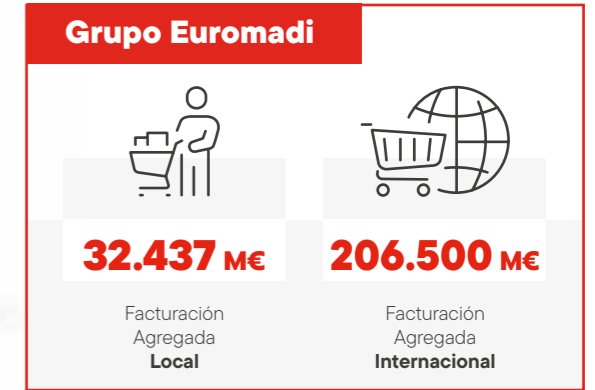 Grupo Euromadi
32.437 M€
206.500 M€
Facturación
Agregada
Local
Facturación
Agregada
Internacional